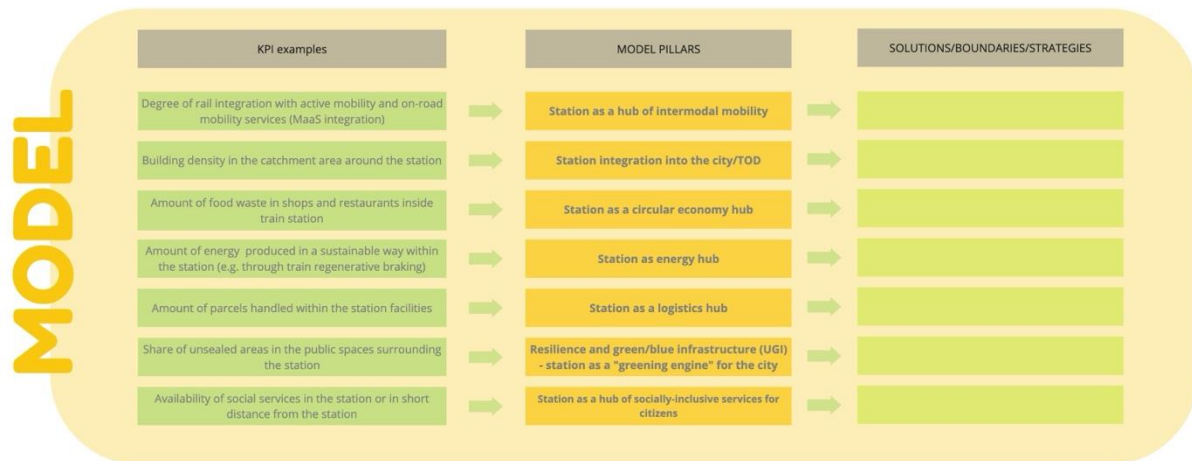 MODEL
KPI examples
MODEL PILLARS
SOLUTIONS/BOUNDARIES/STRATEGIES
Degree of rail integration with active mobility and on-road
mobility services (MaaS integration)
Station as a hub of intermodal mobility
Building density in the catchment area around the station
Station integration into the city/TOD
Amount of food waste in shops and restaurants inside
train station
Station as a circular economy hub
Amount of energy produced in a sustainable way within
the station (e.g. through train regenerative braking)
Station as energy hub
Amount of parcels handled within the station facilities
Station as a logistics hub
Share of unsealed areas in the public spaces surrounding
the station
Resilience and green/blue infrastructure (UGI)
- station as a "greening engine" for the city
Availability of social services in the station or in short
distance from the station
Station as a hub of socially-inclusive services for
citizens